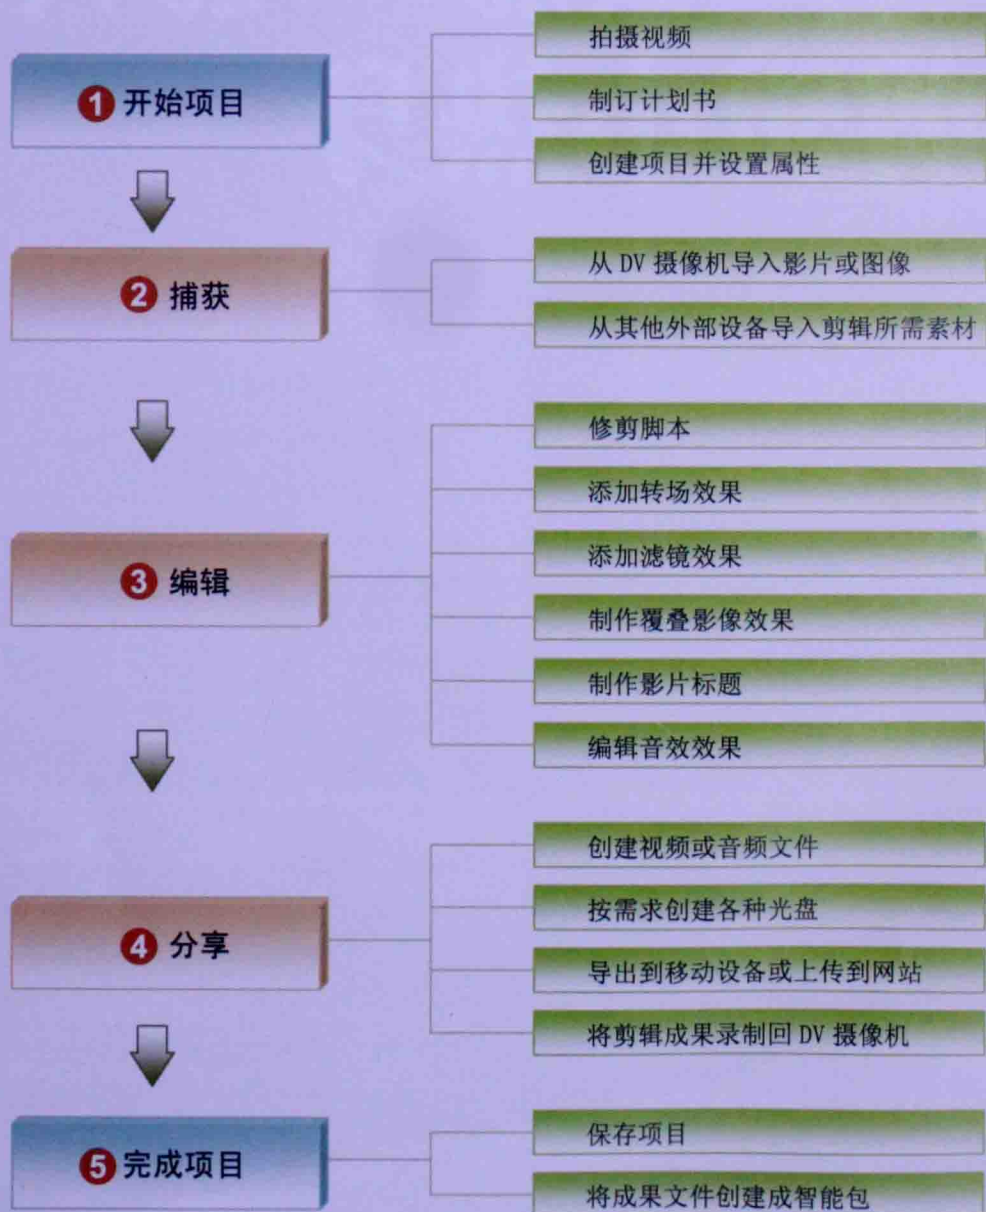 1 开始项目
拍摄视频
制订计划书
创建项目并设置属性
2 捕获
从 DV 摄像机导入影片或图像
从其他外部设备导入剪辑所需素材
3 编辑
修剪脚本
添加转场效果
添加滤镜效果
制作覆叠影像效果
制作影片标题
编辑音效效果
4 分享
创建视频或音频文件
按需求创建各种光盘
导出到移动设备或上传到网站
将剪辑成果录制回 DV 摄像机
5 完成项目
保存项目
将成果文件创建成智能包